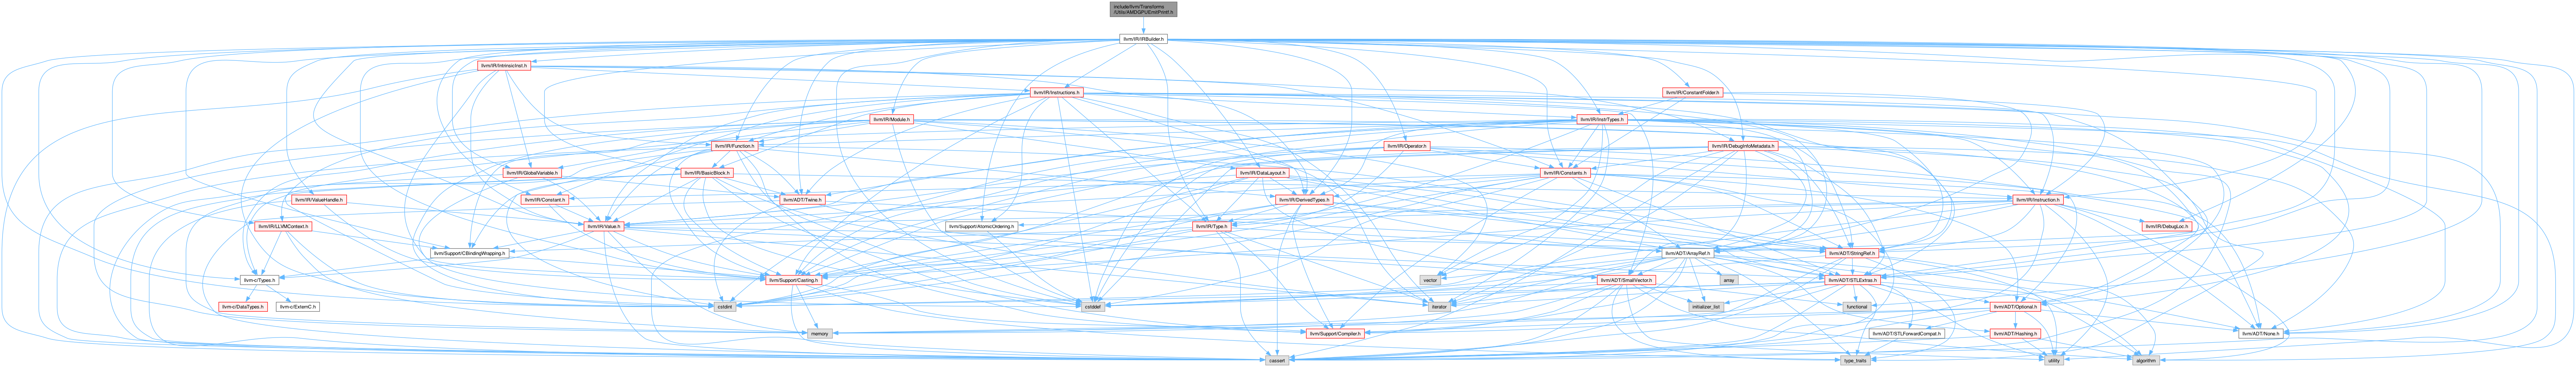 include/llvm/Transforms
/Utils/AMDGPUEmitPrintf.h
llvm/IR/IRBuilder.h
llvm/IR/IntrinsicInst.h
llvm/IR/Instructions.h
llvm/IR/ConstantFolder.h
llvm/IR/Module.h
llvm/IR/InstrTypes.h
llvm/IR/Function.h
llvm/IR/Operator.h
llvm/IR/DebugInfoMetadata.h
llvm/IR/GlobalVariable.h
llvm/IR/BasicBlock.h
llvm/IR/DataLayout.h
llvm/IR/Constants.h
llvm/IR/ValueHandle.h
llvm/IR/Constant.h
llvm/ADT/Twine.h
llvm/IR/DerivedTypes.h
llvm/IR/Instruction.h
llvm/IR/LLVMContext.h
llvm/IR/Value.h
llvm/Support/AtomicOrdering.h
llvm/IR/Type.h
llvm/IR/DebugLoc.h
llvm/Support/CBindingWrapping.h
llvm/ADT/ArrayRef.h
llvm/ADT/StringRef.h
llvm-c/Types.h
llvm/Support/Casting.h
vector
llvm/ADT/SmallVector.h
array
llvm/ADT/STLExtras.h
llvm-c/DataTypes.h
llvm-c/ExternC.h
cstdint
cstddef
iterator
initializer_list
functional
llvm/ADT/Optional.h
memory
llvm/Support/Compiler.h
llvm/ADT/STLForwardCompat.h
llvm/ADT/Hashing.h
llvm/ADT/None.h
cassert
type_traits
utility
algorithm